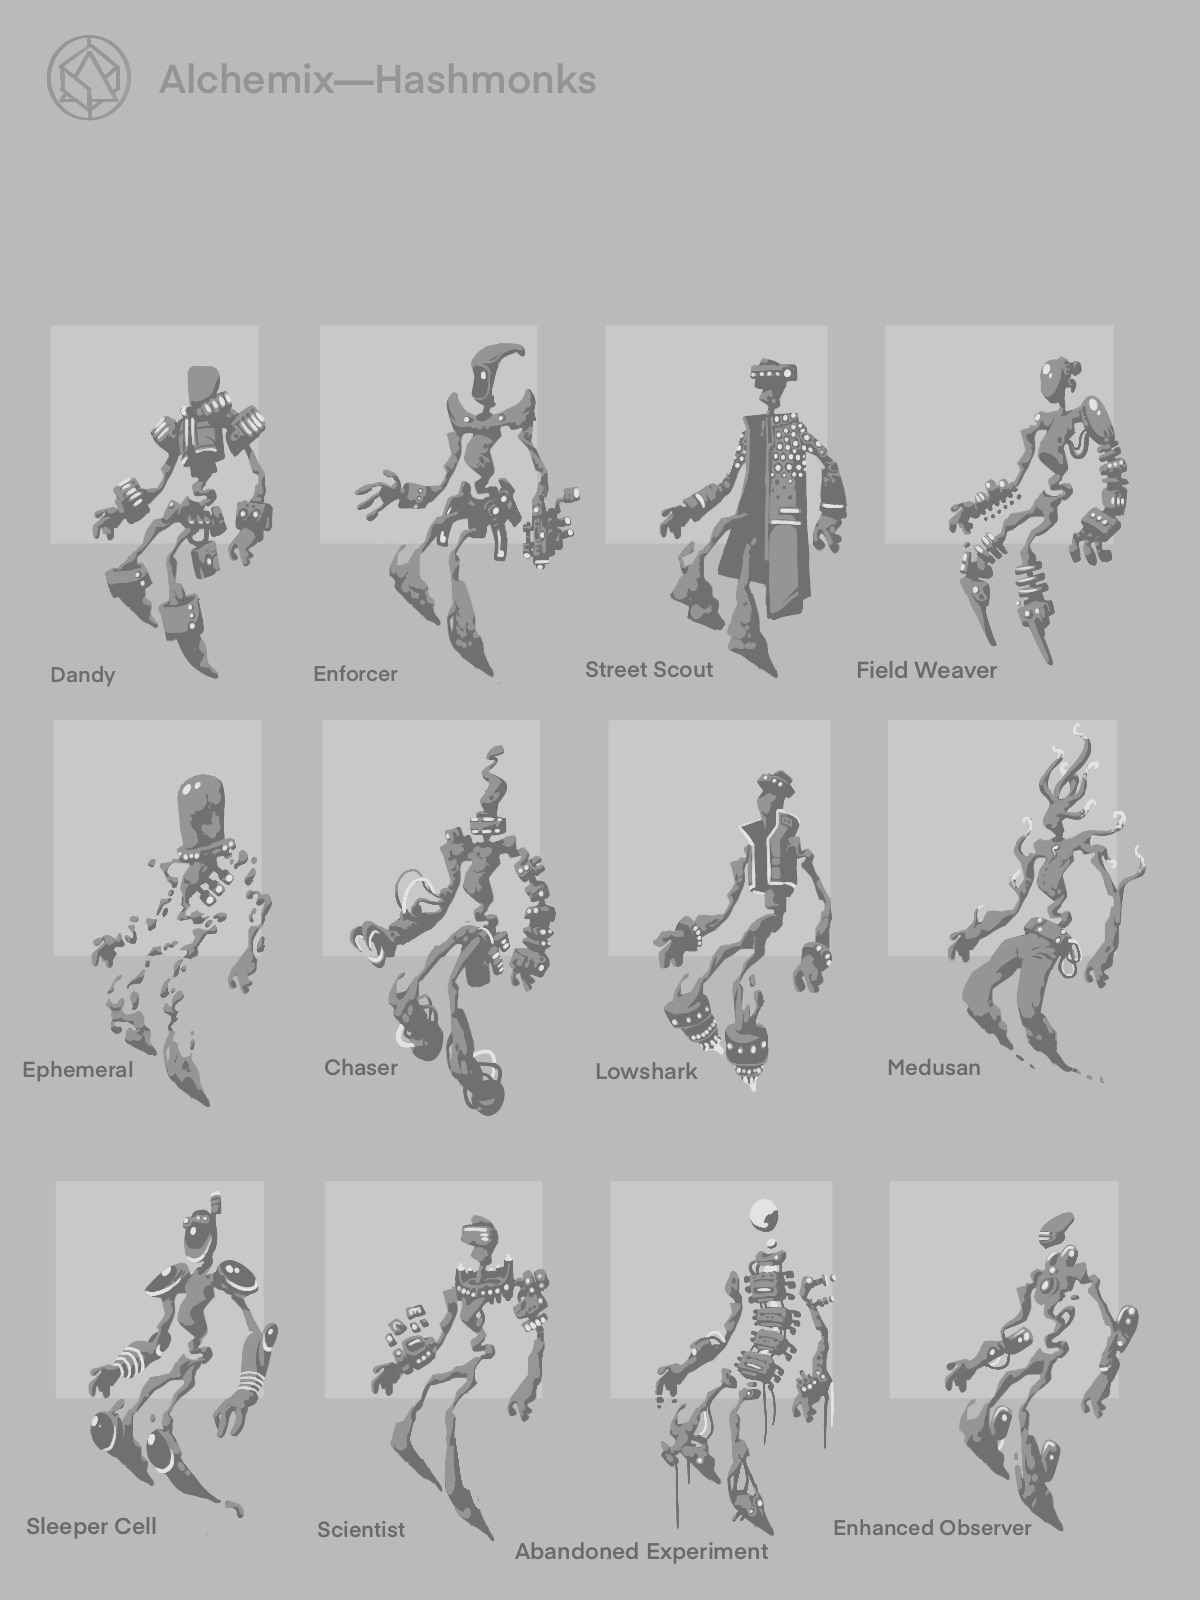 Alchemix—Hashmonks
Dandy
Enforcer
Street Scout
Field Weaver
Ephemeral
Chaser
Lowshark
Medusan
Sleeper Cell
Scientist
Abandoned Experiment
Enhanced Observer